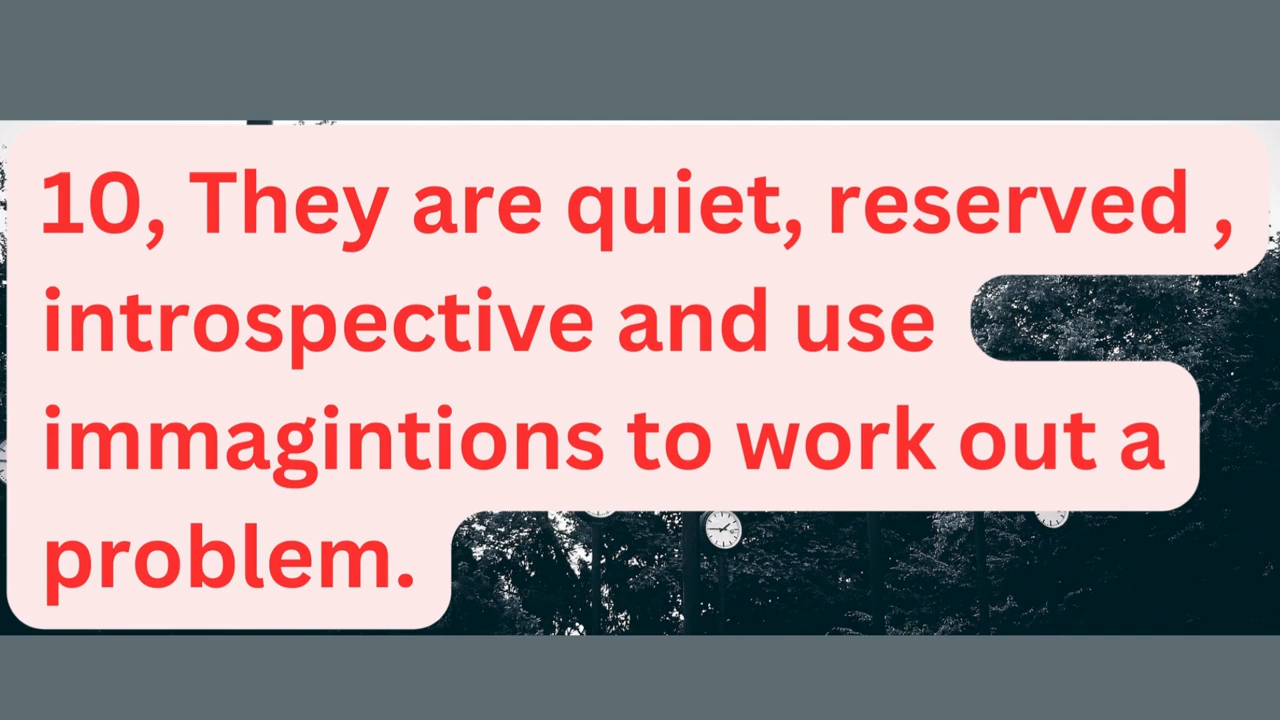 10, They are quiet, reserved ,
introspective and use
immagintions to work out a
problem.